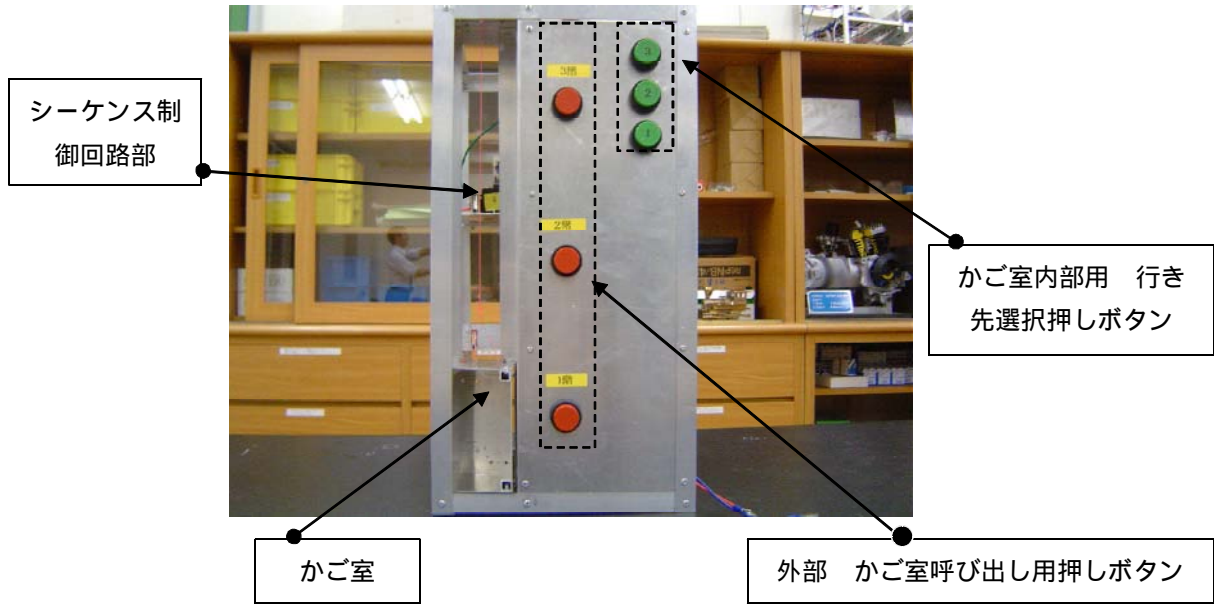 シーケンス制
御回路部
3階
3
2
1
2階
1階
かご室内部用 行き
先選択押しボタン
かご室
外部 かご室呼び出し用押しボタン